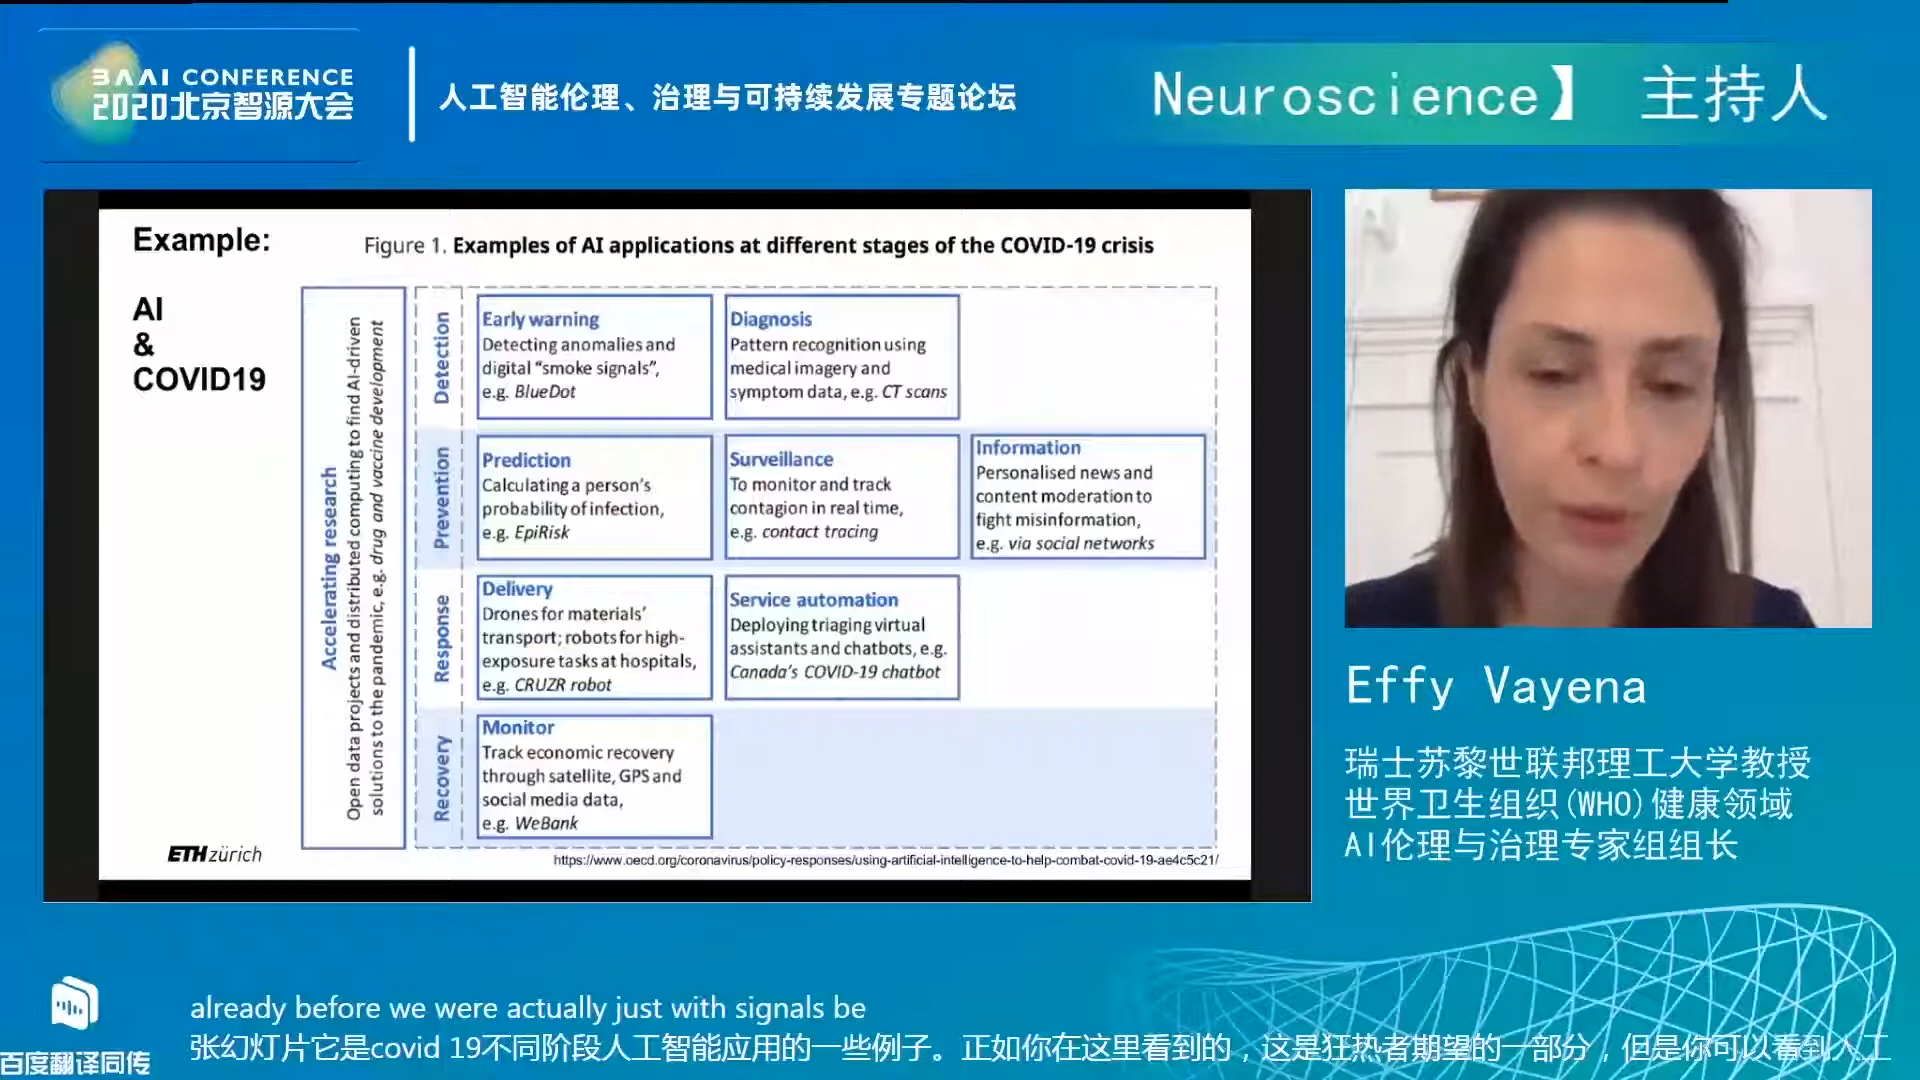 BAAI CONFERENCE
2020北京智源大会
人工智能伦理、治理与可持续发展专题论坛
Neuroscience】 主持人
Example:
AI
&
COVID19
Figure 1. Examples of AI applications at different stages of the COVID-19 crisis
Accelerating research
Open data projects and distributed computing to find AI-driven
solutions to the pandemic, e.g. drug and vaccine development
Detection
Early warning
Detecting anomalies and
digital “smoke signals”,
e.g. BlueDot
Diagnosis
Pattern recognition using
medical imagery and
symptom data, e.g. CT scans
Prevention
Prediction
Calculating a person’s
probability of infection,
e.g. EpiRisk
Surveillance
To monitor and track
contagion in real time,
e.g. contact tracing
Information
Personalised news and
content moderation to
fight misinformation,
e.g. via social networks
Response
Delivery
Drones for materials’
transport; robots for high-
exposure tasks at hospitals,
e.g. CRUZR robot
Service automation
Deploying triaging virtual
assistants and chatbots, e.g.
Canada’s COVID-19 chatbot
Recovery
Monitor
Track economic recovery
through satellite, GPS and
social media data,
e.g. WeBank
ETHzürich
https://www.oecd.org/coronavirus/policy-responses/using-artificial-intelligence-to-help-combat-covid-19-ae4c5c21/
Effy Vayena
瑞士苏黎世联邦理工大学教授
世界卫生组织(WHO)健康领域
AI伦理与治理专家组组长
already before we were actually just with signals be
张幻灯片它是covid 19不同阶段人工智能应用的一些例子。正如你在这里看到的，这是狂热者期望的一部分，但是你可以看到人工
百度翻译同传